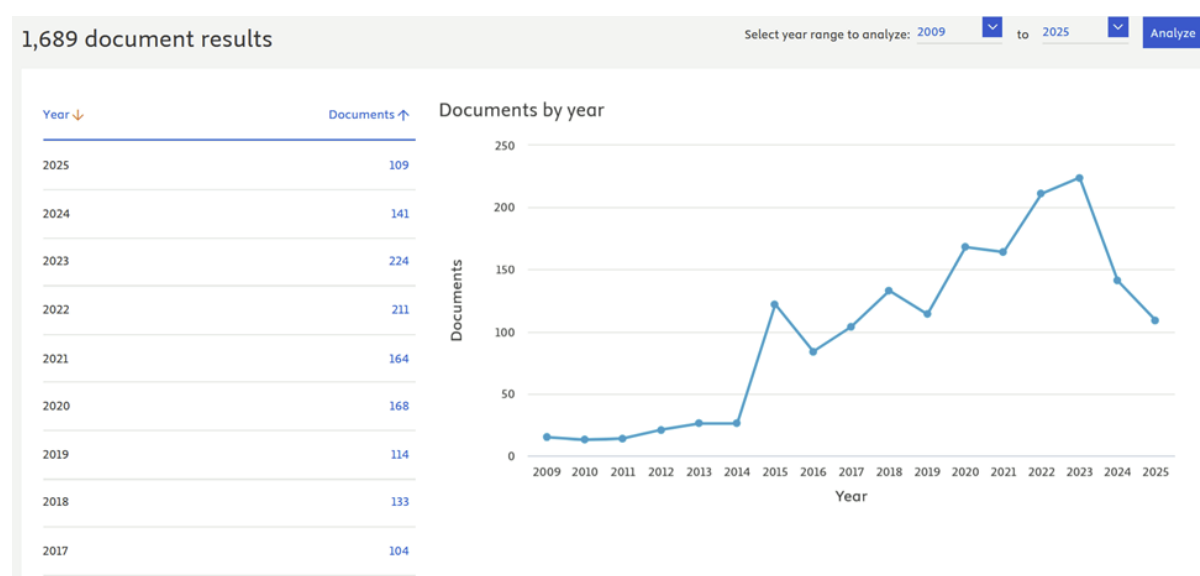 1,689 document results
Select year range to analyze: 2009 to 2025 Analyze
Year Documents
2025 109
2024 141
2023 224
2022 211
2021 164
2020 168
2019 114
2018 133
2017 104
Documents by year
250
200
150
100
50
0
Documents
2009 2010 2011 2012 2013 2014 2015 2016 2017 2018 2019 2020 2021 2022 2023 2024 2025
Year